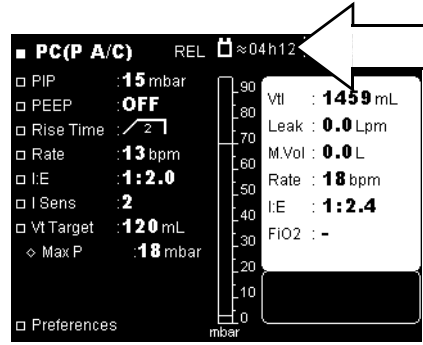 PC(P A/C) REL ≈04h12
PIP :15 mbar
PEEP :OFF
Rise Time : 2
Rate :13 bpm
I:E :1:2.0
I Sens :2
Vt Target :120 mL
Max P :18 mbar
Preferences
90
80
70
60
50
40
30
20
10
0
mbar
Vtl : 1459 mL
Leak : 0.0 Lpm
M.Vol : 0.0 L
Rate : 18 bpm
I:E : 1:2.4
FiO2 : -